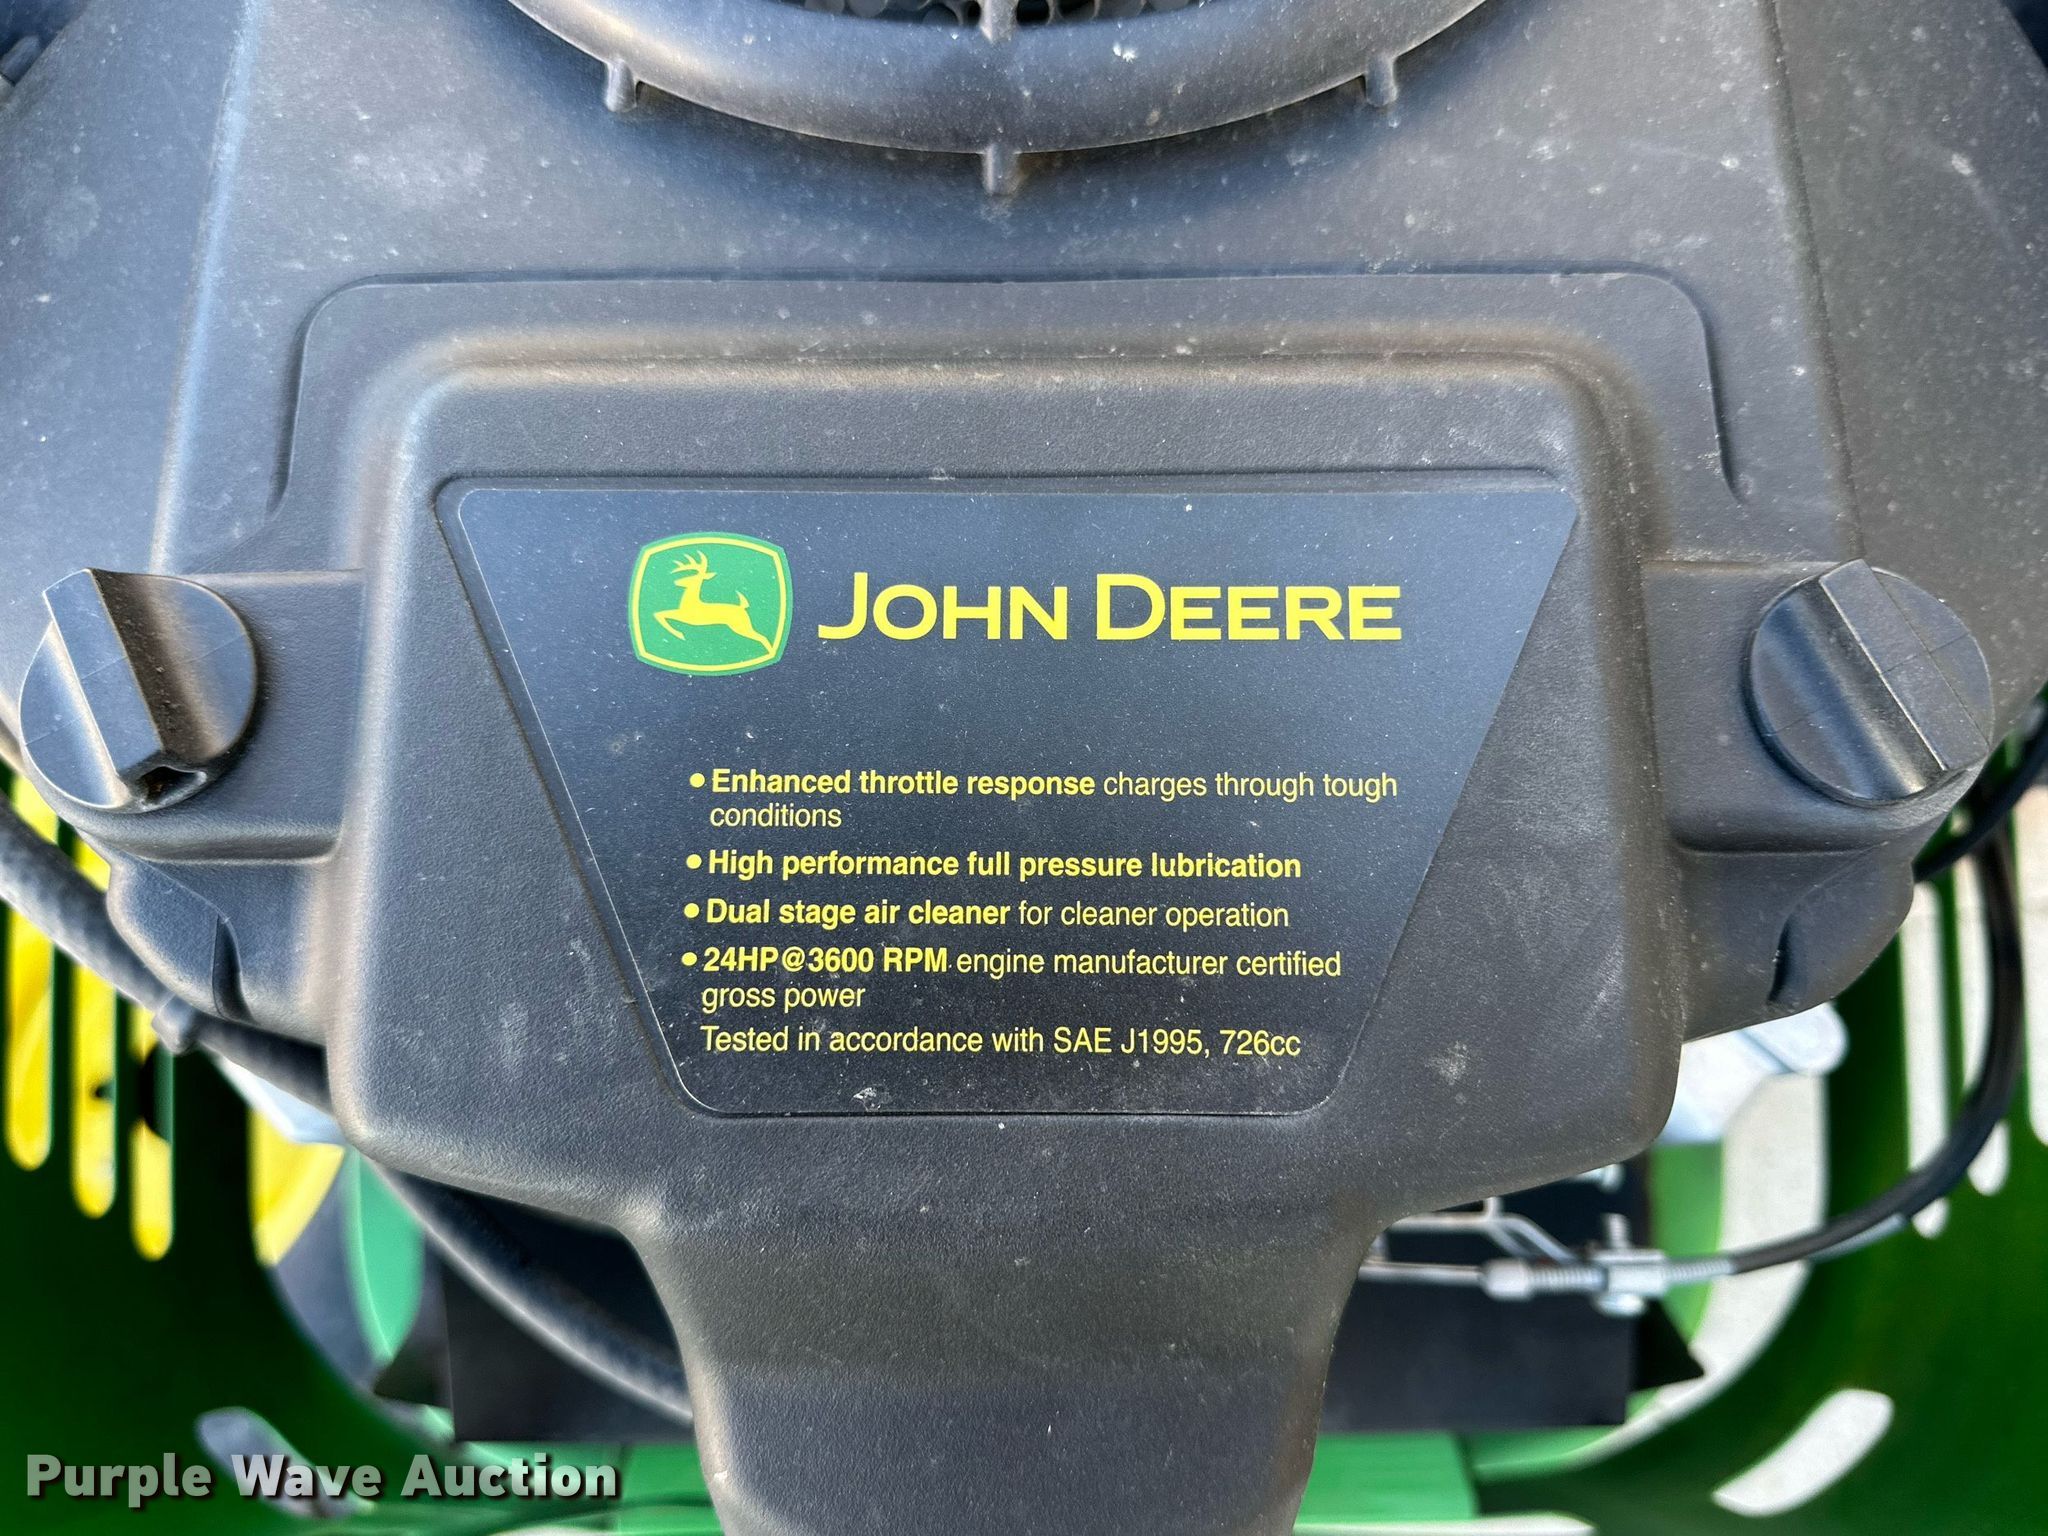 JOHN DEERE
• Enhanced throttle response charges through tough
conditions
• High performance full pressure lubrication
• Dual stage air cleaner for cleaner operation
• 24HP@3600 RPM engine manufacturer certified
gross power
Tested in accordance with SAE J1995, 726cc
Purple Wave Auction